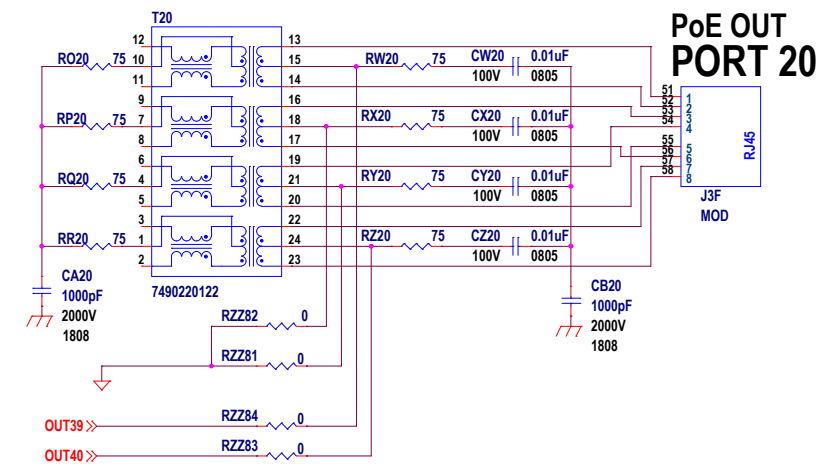 T20
PoE OUT
PORT 20
12
13
RO20 75 10
15 RW20 75 CW20 0.01uF
11
14
100V 0805
51
52
53
54
1
2
3
4
9
16
RP20 75 7
18 RX20 75 CX20 0.01uF
8
17
100V 0805
55
56
57
58
5
6
7
8
RJ45
6
19
RQ20 75 4
21 RY20 75 CY20 0.01uF
5
20
100V 0805
J3F
MOD
3
22
RR20 75 1
24 RZ20 75 CZ20 0.01uF
2
23
100V 0805
CA20
1000pF
2000V
1808
7490220122
CB20
1000pF
2000V
1808
RZZ82 0
RZZ81 0
OUT39 RZZ84 0
OUT40 RZZ83 0